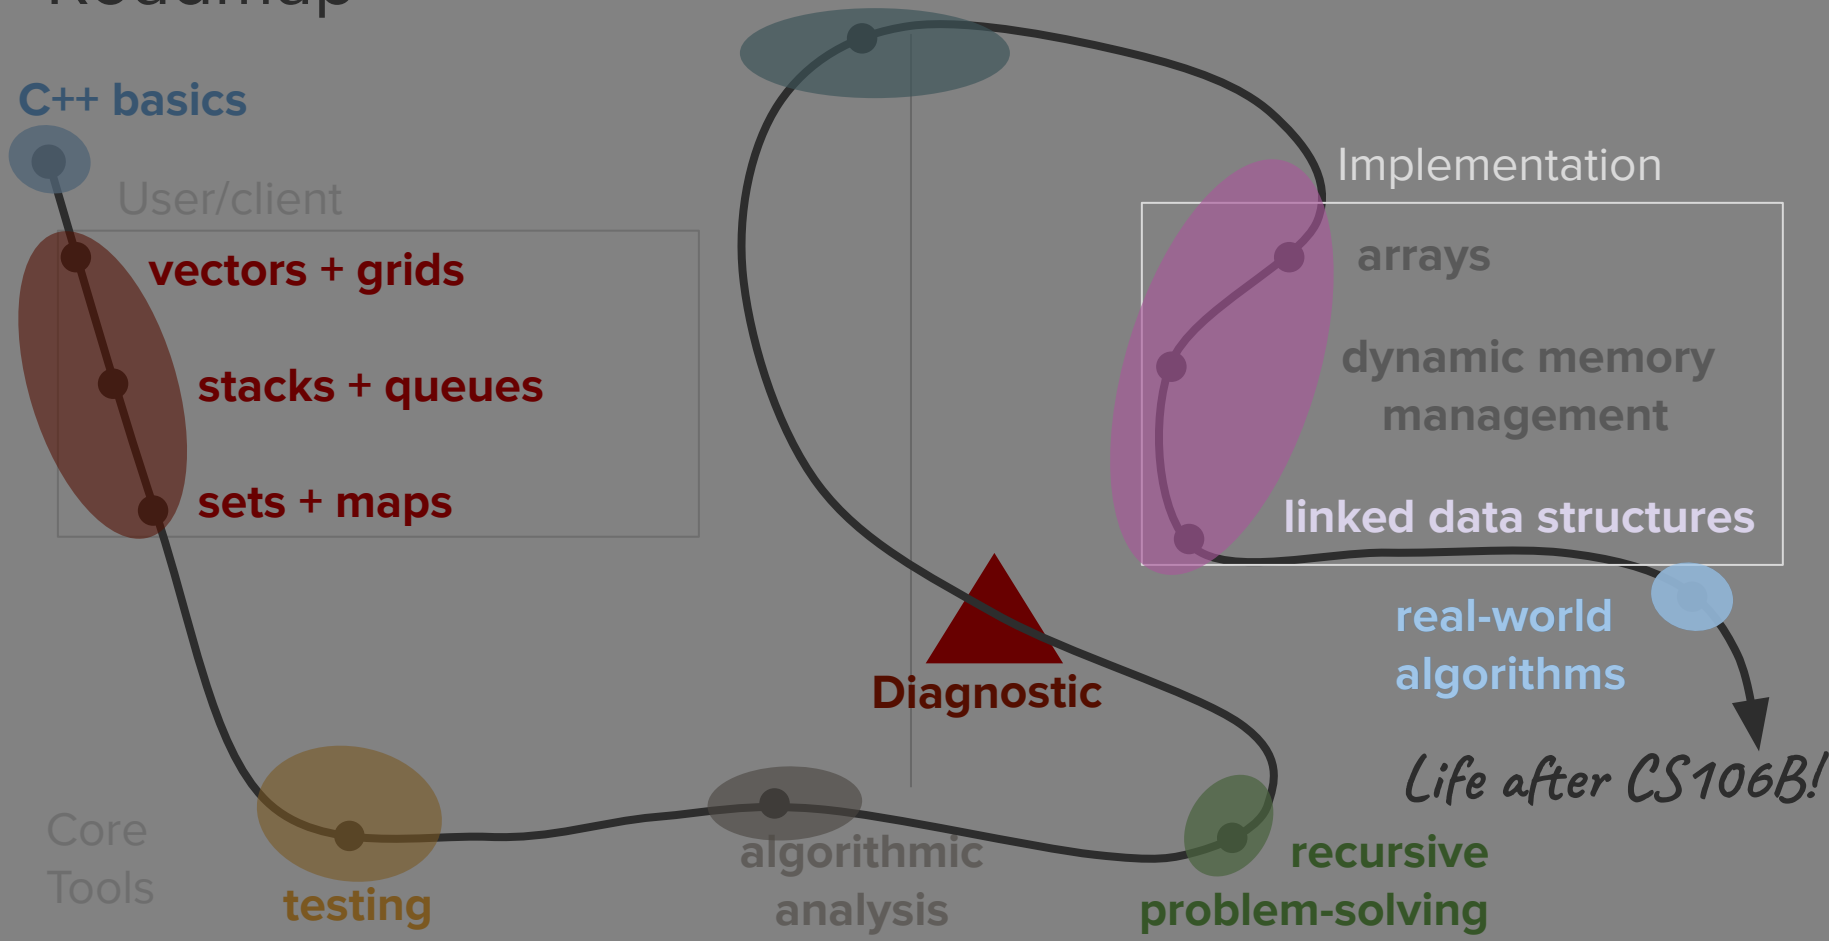 Roadmap
C++ basics
User/client
vectors + grids
stacks + queues
sets + maps
Core
Tools
testing
algorithmic
analysis
recursive
problem-solving
Diagnostic
Implementation
arrays
dynamic memory
management
linked data structures
real-world
algorithms
Life after CS106B!